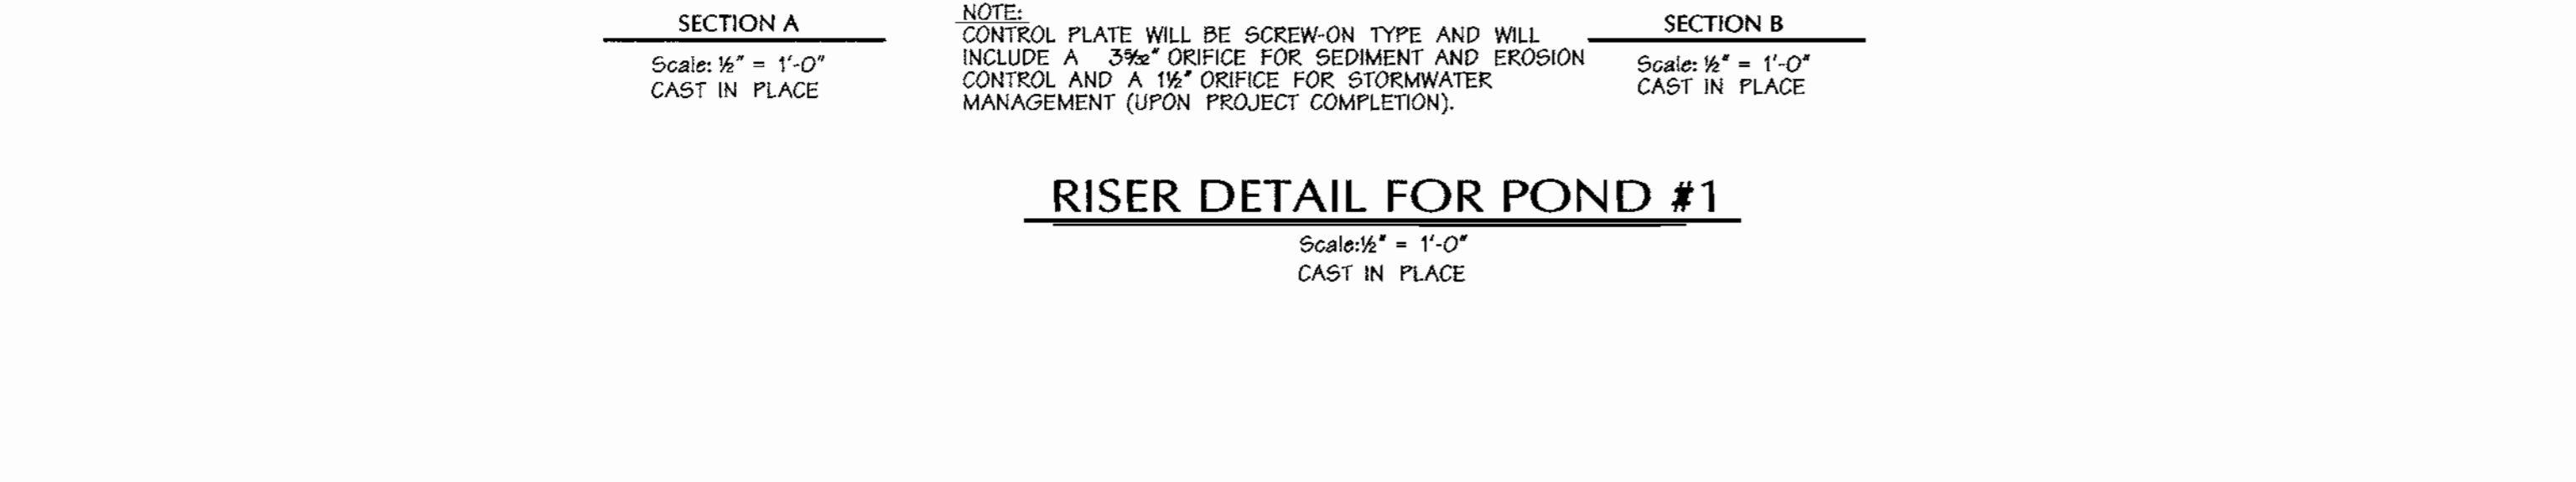 SECTION A
Scale: ½" = 1'-0"
CAST IN PLACE
NOTE:
CONTROL PLATE WILL BE SCREW-ON TYPE AND WILL
INCLUDE A 3⁵⁄₃₂" ORIFICE FOR SEDIMENT AND EROSION
CONTROL AND A 1½" ORIFICE FOR STORMWATER
MANAGEMENT (UPON PROJECT COMPLETION).
SECTION B
Scale: ½" = 1'-0"
CAST IN PLACE
RISER DETAIL FOR POND #1
Scale:½" = 1'-0"
CAST IN PLACE